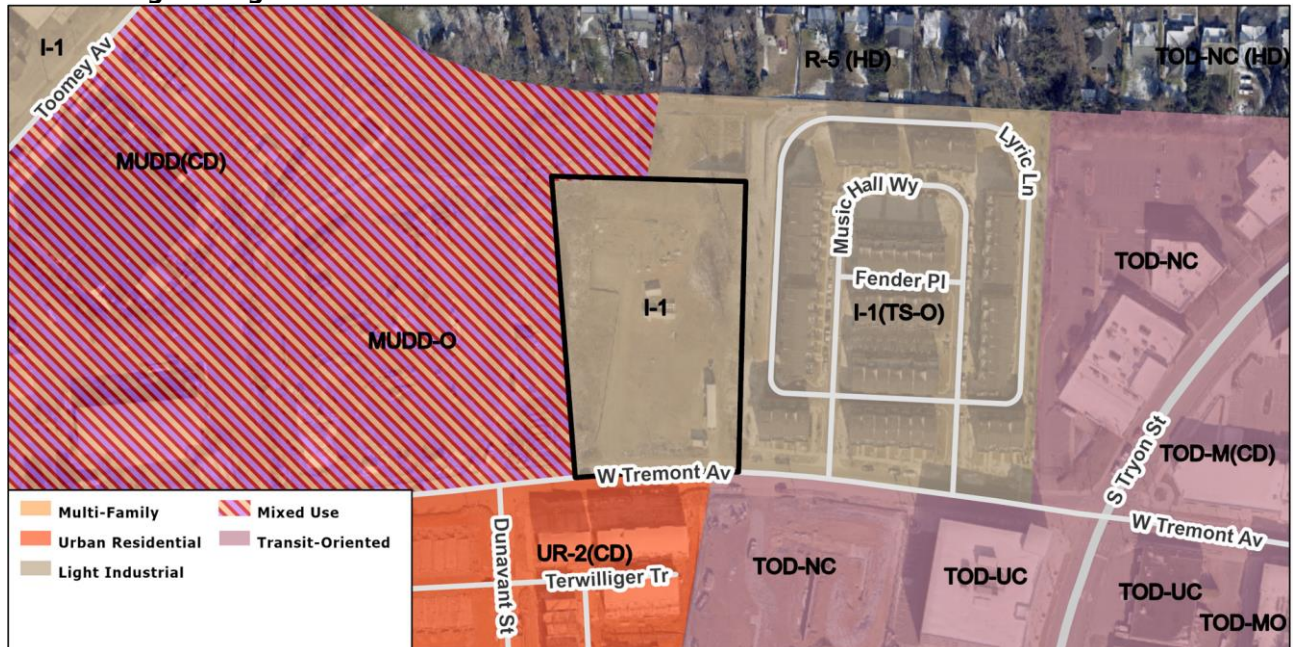 I-1
Toomey Av
R-5 (HD)
TOD-NC (HD)
MUDD(CD)
Lyric Ln
Music Hall Wy
TOD-NC
Fender Pl
I-1
I-1(TS-O)
MUDD-O
S Tryon St
TOD-M(CD)
W Tremont Av
W Tremont Av
Multi-Family
Mixed Use
Urban Residential
Transit-Oriented
Light Industrial
Dunavant St
UR-2(CD)
Terwilliger Tr
TOD-NC
TOD-UC
TOD-UC
TOD-MO